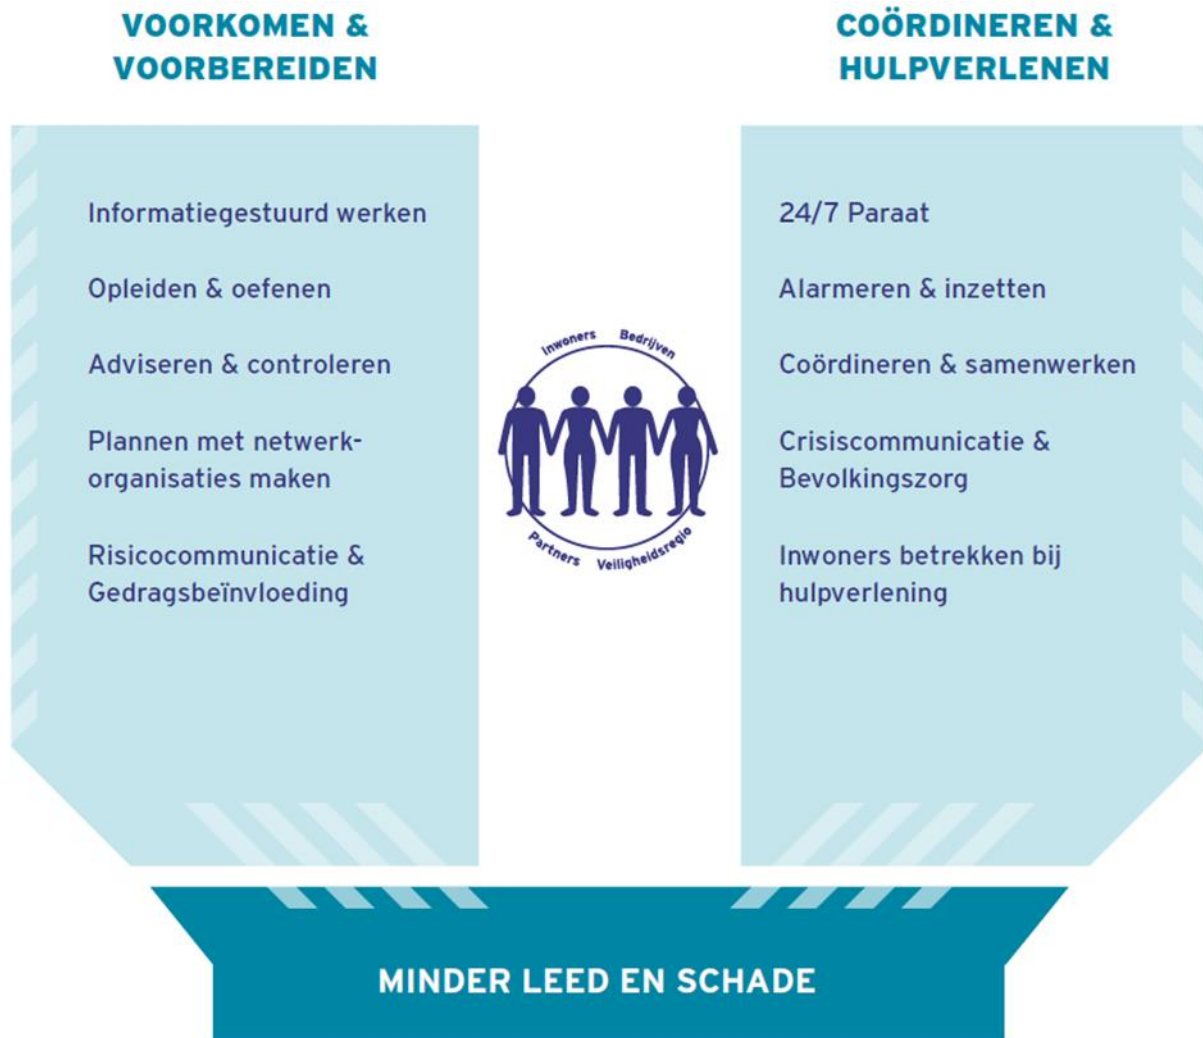 VOORKOMEN &
VOORBEREIDEN
Informatiegestuurd werken
Opleiden & oefenen
Adviseren & controleren
Plannen met netwerk-
organisaties maken
Risicocommunicatie &
Gedragsbeïnvloeding
Inwoners Bedrijven
Partners Veiligheidsregio
COÖRDINEREN &
HULPVERLENEN
24/7 Paraat
Alarmeren & inzetten
Coördineren & samenwerken
Crisiscommunicatie &
Bevolkingszorg
Inwoners betrekken bij
hulpverlening
MINDER LEED EN SCHADE